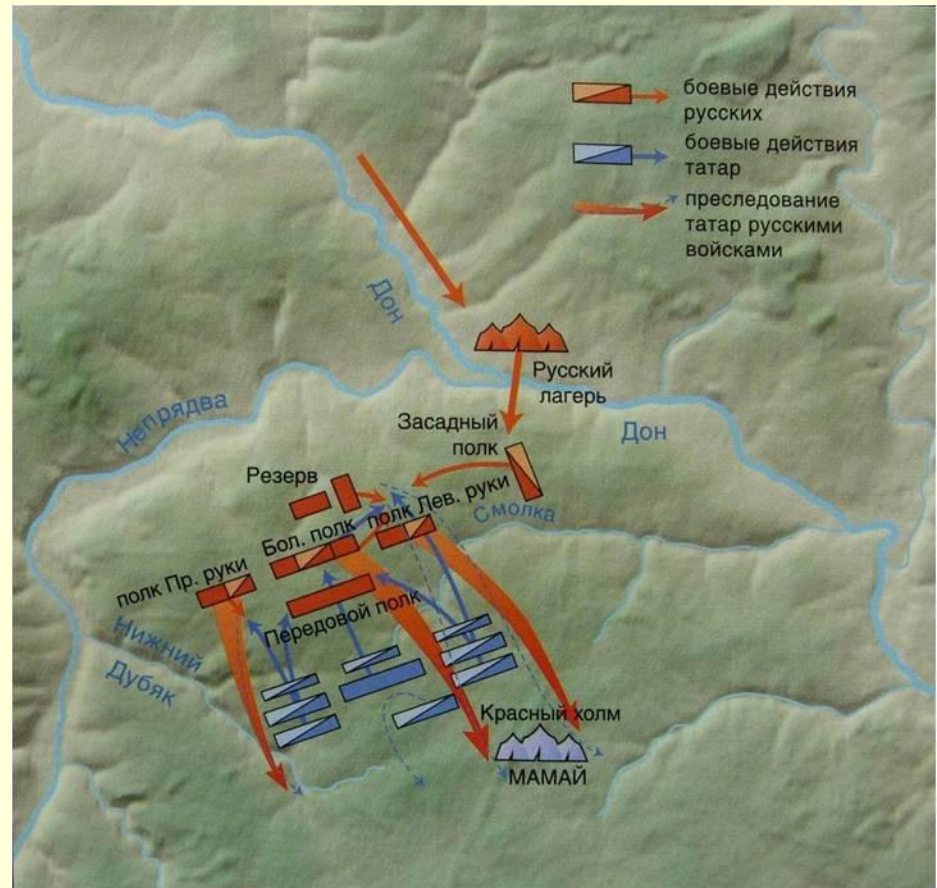 боевые действия
русских
боевые действия
татар
преследование
татар русскими
войсками
Дон
Русский
лагерь
Непрядва
Засадный
полк
Дон
Резерв
Смолка
полк Лев. руки
Бол. полк
полк Пр. руки
Передовой полк
Нижний
Дубяк
Красный холм
МАМАЙ